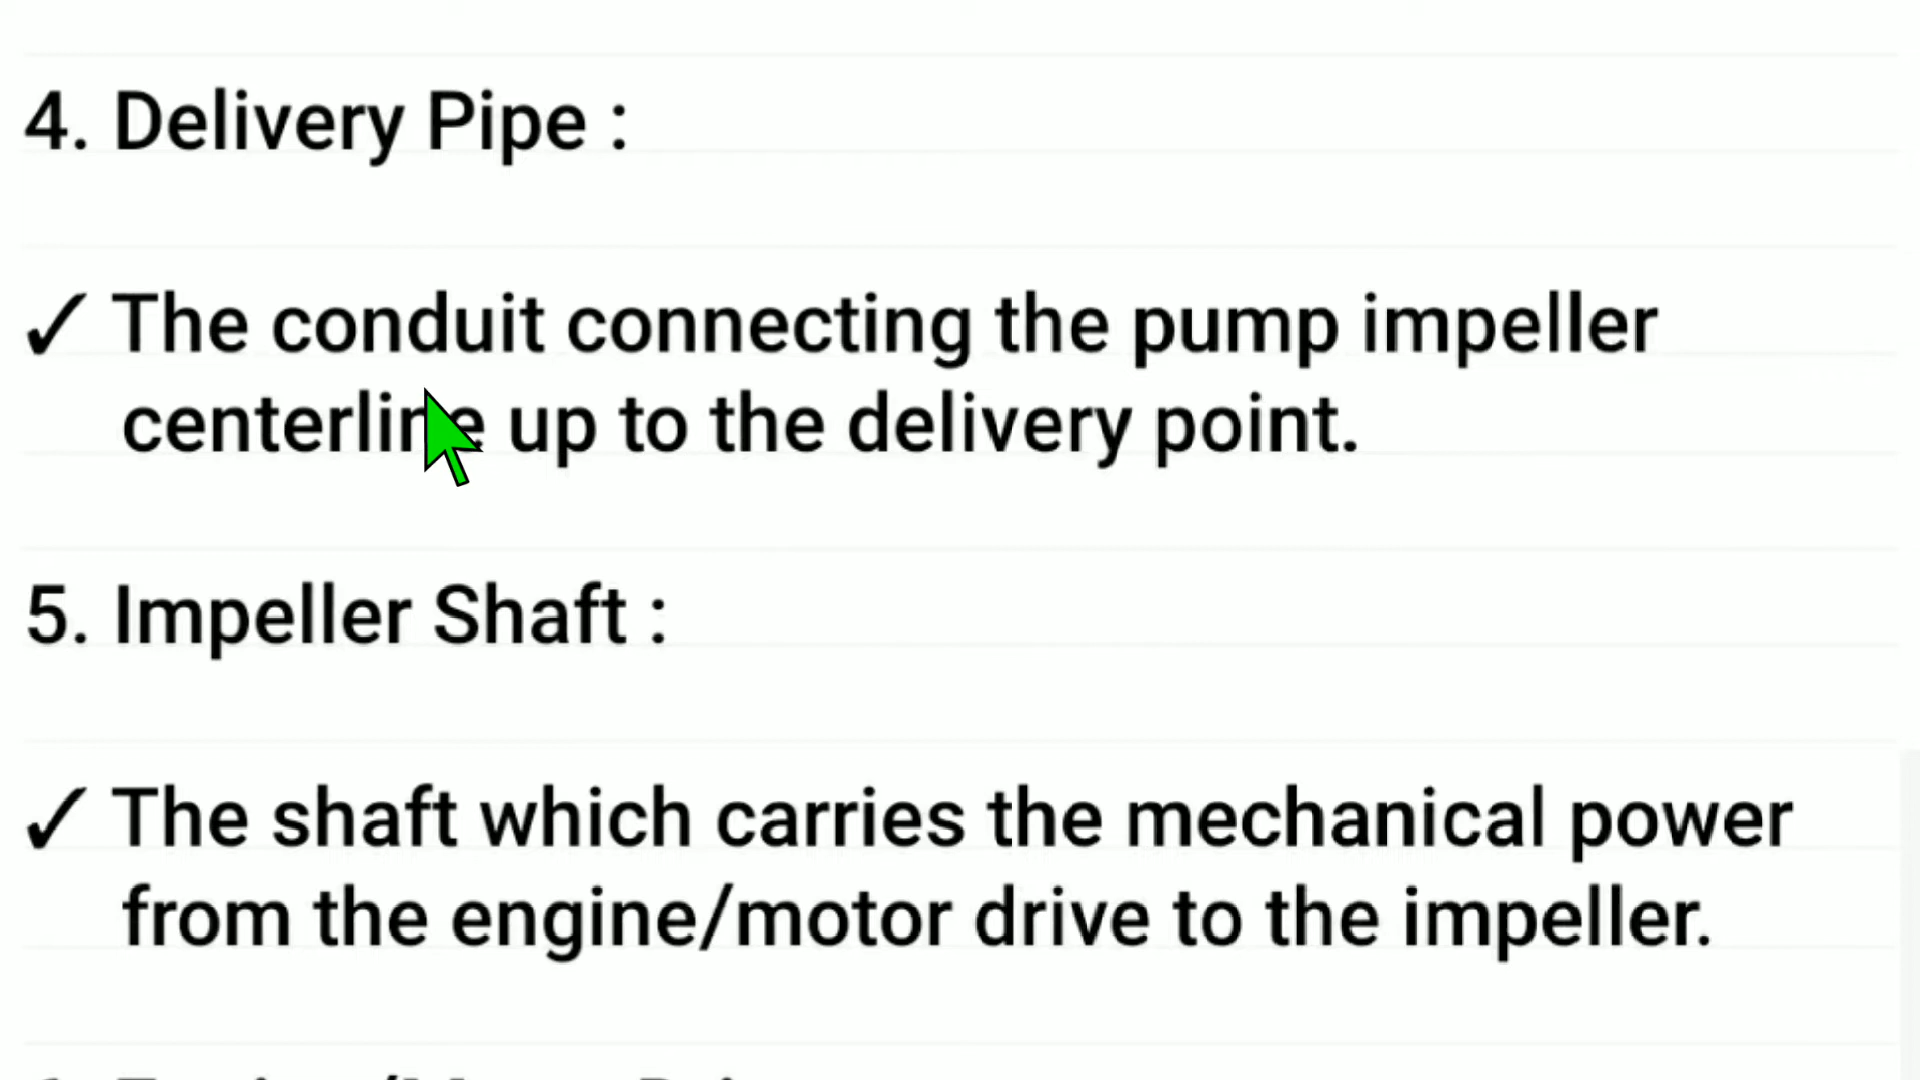 4. Delivery Pipe :
✓ The conduit connecting the pump impeller
centerline up to the delivery point.
5. Impeller Shaft :
✓ The shaft which carries the mechanical power
from the engine/motor drive to the impeller.